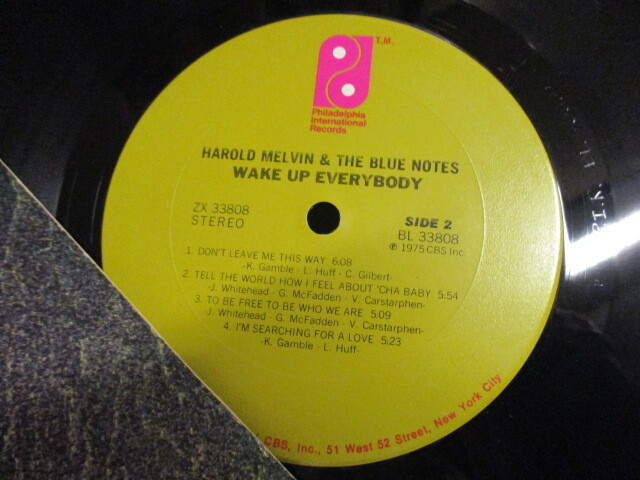 T.M.
Philadelphia
International
Records
HAROLD MELVIN & THE BLUE NOTES
WAKE UP EVERYBODY
ZX 33808
STEREO
SIDE 2
BL 33808
℗ 1975 CBS Inc.
1. DON'T LEAVE ME THIS WAY 6:08
-K. Gamble - L. Huff - C. Gilbert-
2. TELL THE WORLD HOW I FEEL ABOUT 'CHA BABY 5:54
-J. Whitehead - G. McFadden - V. Carstarphen-
3. TO BE FREE TO BE WHO WE ARE 5:09
-J. Whitehead - G. McFadden - V. Carstarphen-
4. I'M SEARCHING FOR A LOVE 5:23
-K. Gamble - L. Huff-
CBS, Inc., 51 West 52 Street, New York City